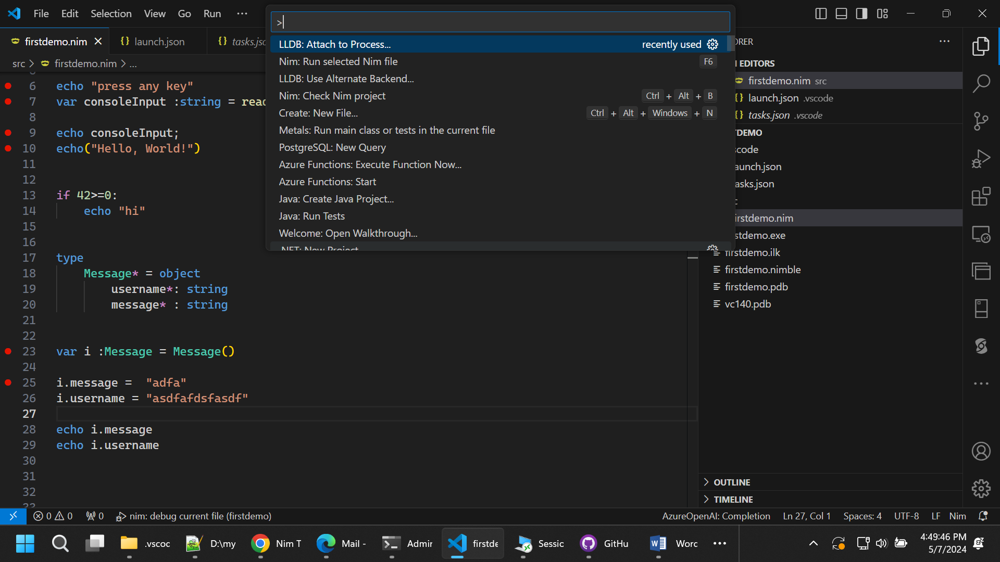 File Edit Selection View Go Run ...
>
firstdemo.nim launch.json tasks.jsc
src > firstdemo.nim > ...
LLDB: Attach to Process... recently used
Nim: Run selected Nim file F6
LLDB: Use Alternate Backend...
Nim: Check Nim project Ctrl + Alt + B
Create: New File... Ctrl + Alt + Windows + N
Metals: Run main class or tests in the current file
PostgreSQL: New Query
Azure Functions: Execute Function Now...
Azure Functions: Start
Java: Create Java Project...
Java: Run Tests
Welcome: Open Walkthrough...
.NET: New Project
6 echo "press any key"
7 var consoleInput :string = read
8
9 echo consoleInput;
10 echo("Hello, World!")
11
12
13 if 42>=0:
14 echo "hi"
15
16
17 type
18 Message* = object
19 username*: string
20 message* : string
21
22
23 var i :Message = Message()
24
25 i.message =  "adfa"
26 i.username = "asdfafdsfasdf"
27
28 echo i.message
29 echo i.username
30
31
32
33
ORER ...
EDITORS
firstdemo.nim src
launch.json .vscode
tasks.json .vscode
TDEMO
scode
aunch.json
asks.json
c
irstdemo.nim
stdemo.exe
firstdemo.ilk
firstdemo.nimble
firstdemo.pdb
vc140.pdb
OUTLINE
TIMELINE
0 0 0 nim: debug current file (firstdemo) AzureOpenAI: Completion Ln 27, Col 1 Spaces: 4 UTF-8 LF Nim
.vscoc D:\my Nim T Mail - Admir firstde Sessic GitHu Worc ... 4:49:46 PM
5/7/2024